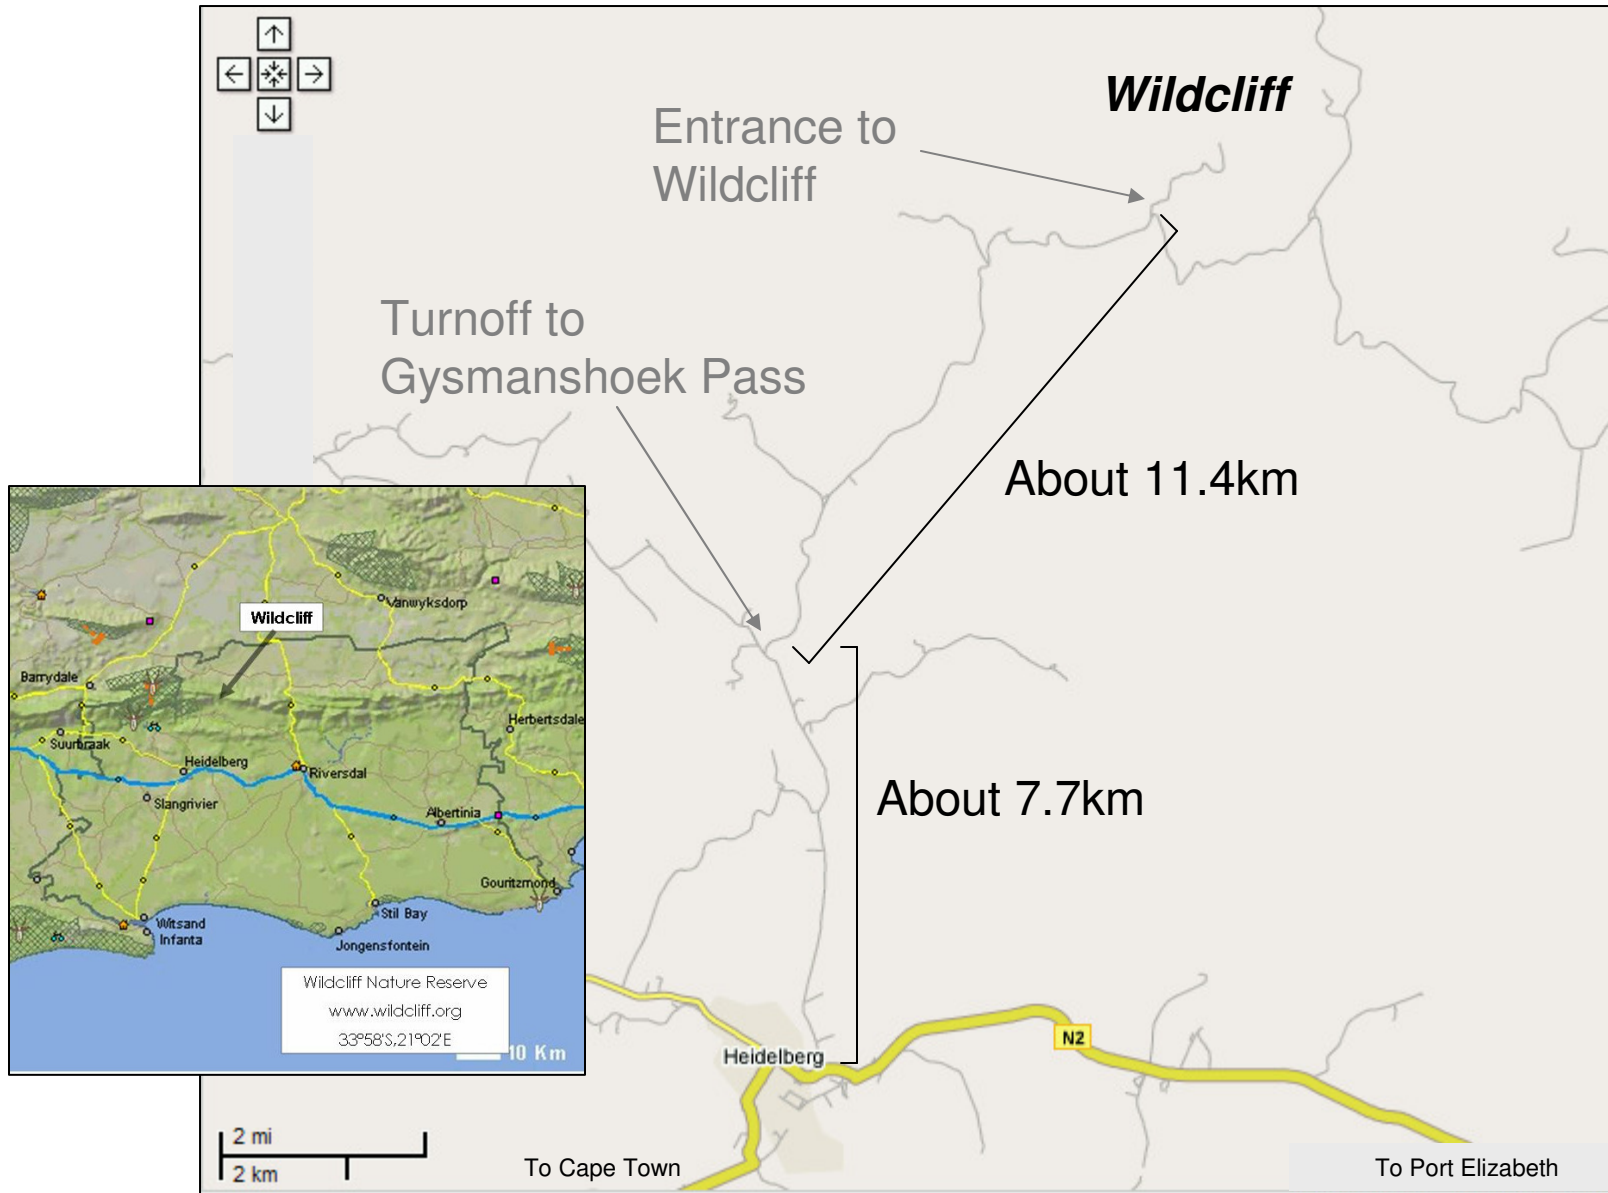 Wildcliff
Entrance to
Wildcliff
Turnoff to
Gysmanshoek Pass
About 11.4km
About 7.7km
N2
Heidelberg
2 mi
2 km
To Cape Town
To Port Elizabeth
Wildcliff
Vanwyksdorp
Barrydale
Herbertsdale
Suurbraak
Heidelberg
Riversdal
Slangrivier
Albertinia
Gouritzmond
Stil Bay
Witsand
Infanta
Jongensfontein
Wildcliff Nature Reserve
www.wildcliff.org
33°58'S,21°02'E
10 Km